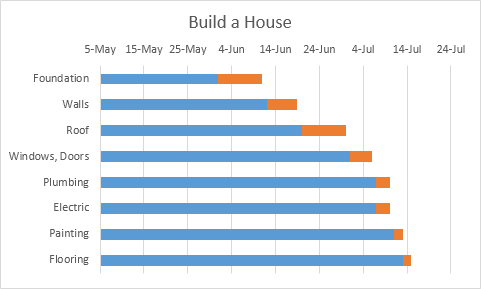 Build a House
5-May 15-May 25-May 4-Jun 14-Jun 24-Jun 4-Jul 14-Jul 24-Jul
Foundation
Walls
Roof
Windows, Doors
Plumbing
Electric
Painting
Flooring